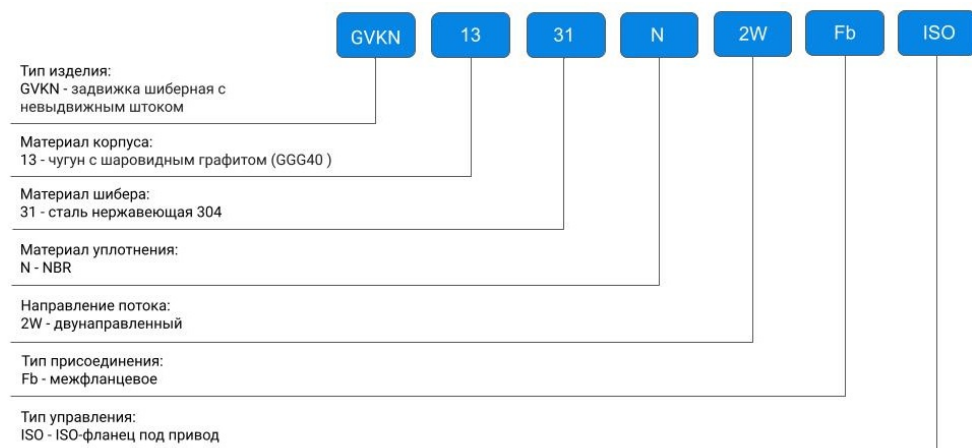 GVKN 13 31 N 2W Fb ISO
Тип изделия:
GVKN - задвижка шиберная с
невыдвижным штоком
Материал корпуса:
13 - чугун с шаровидным графитом (GGG40 )
Материал шибера:
31 - сталь нержавеющая 304
Материал уплотнения:
N - NBR
Направление потока:
2W - двунаправленный
Тип присоединения:
Fb - межфланцевое
Тип управления:
ISO - ISO-фланец под привод